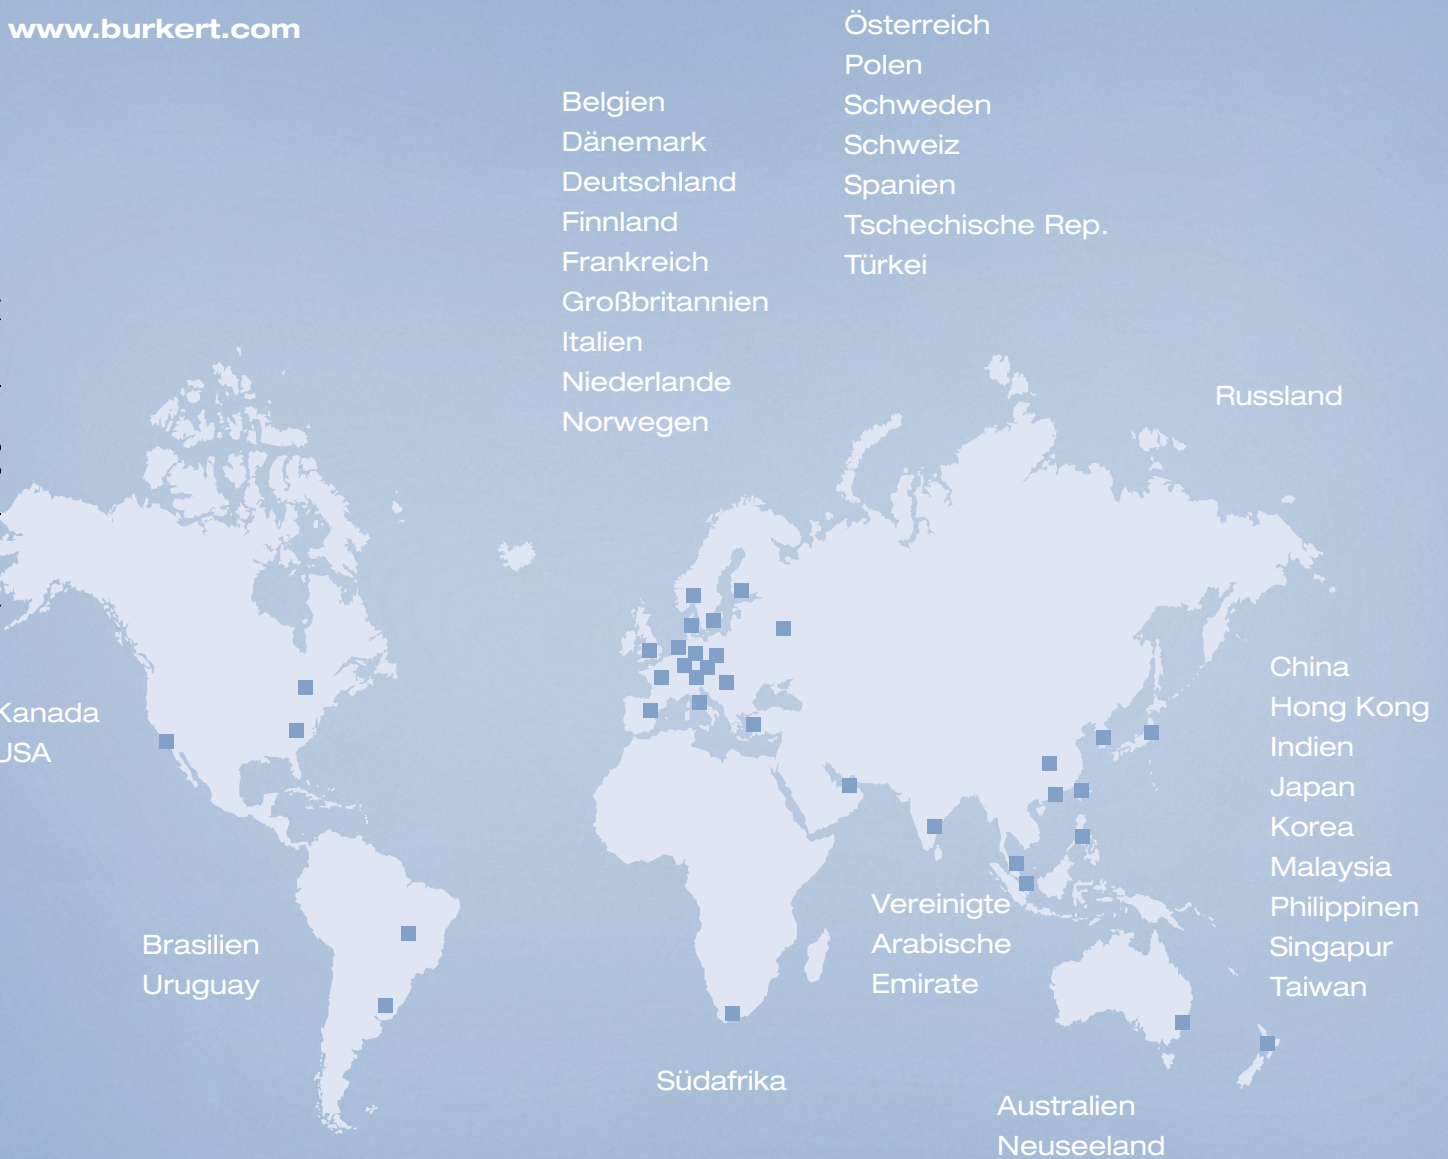 www.burkert.com
Belgien
Dänemark
Deutschland
Finnland
Frankreich
Großbritannien
Italien
Niederlande
Norwegen
Österreich
Polen
Schweden
Schweiz
Spanien
Tschechische Rep.
Türkei
Russland
Kanada
USA
China
Hong Kong
Indien
Japan
Korea
Malaysia
Philippinen
Singapur
Taiwan
Brasilien
Uruguay
Vereinigte
Arabische
Emirate
Südafrika
Australien
Neuseeland